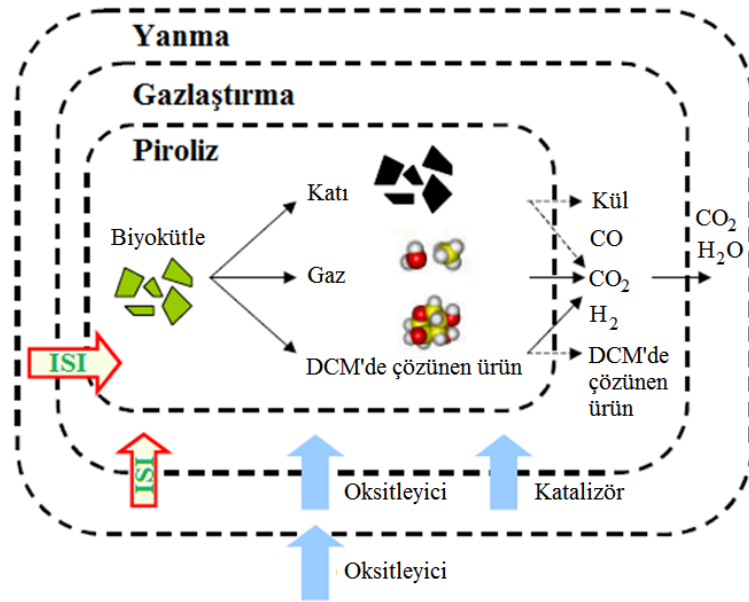 Yanma
Gazlaştırma
Piroliz
Katı
Kül
CO
CO₂
H₂O
Biyokütle
Gaz
CO₂
H₂
ISI
DCM'de çözünen ürün
DCM'de
çözünen
ürün
ISI
Oksitleyici
Katalizör
Oksitleyici